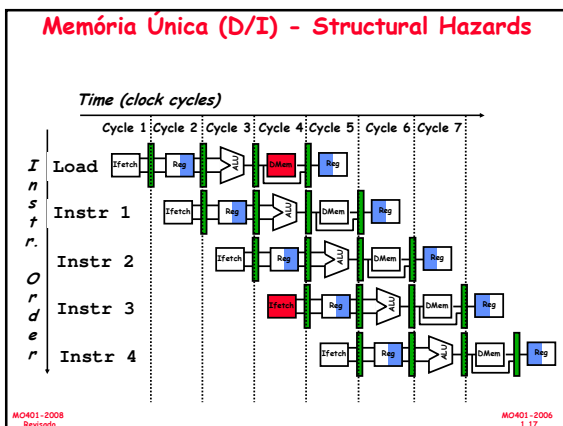 Memória Única (D/I) - Structural Hazards
Time (clock cycles)
Cycle 1 Cycle 2 Cycle 3 Cycle 4 Cycle 5 Cycle 6 Cycle 7
Instr. Order
Load Ifetch Reg ALU DMem Reg
Instr 1 Ifetch Reg ALU DMem Reg
Instr 2 Ifetch Reg ALU DMem Reg
Instr 3 Ifetch Reg ALU DMem Reg
Instr 4 Ifetch Reg ALU DMem Reg
MO401-2008
Revisado
MO401-2006
1.17